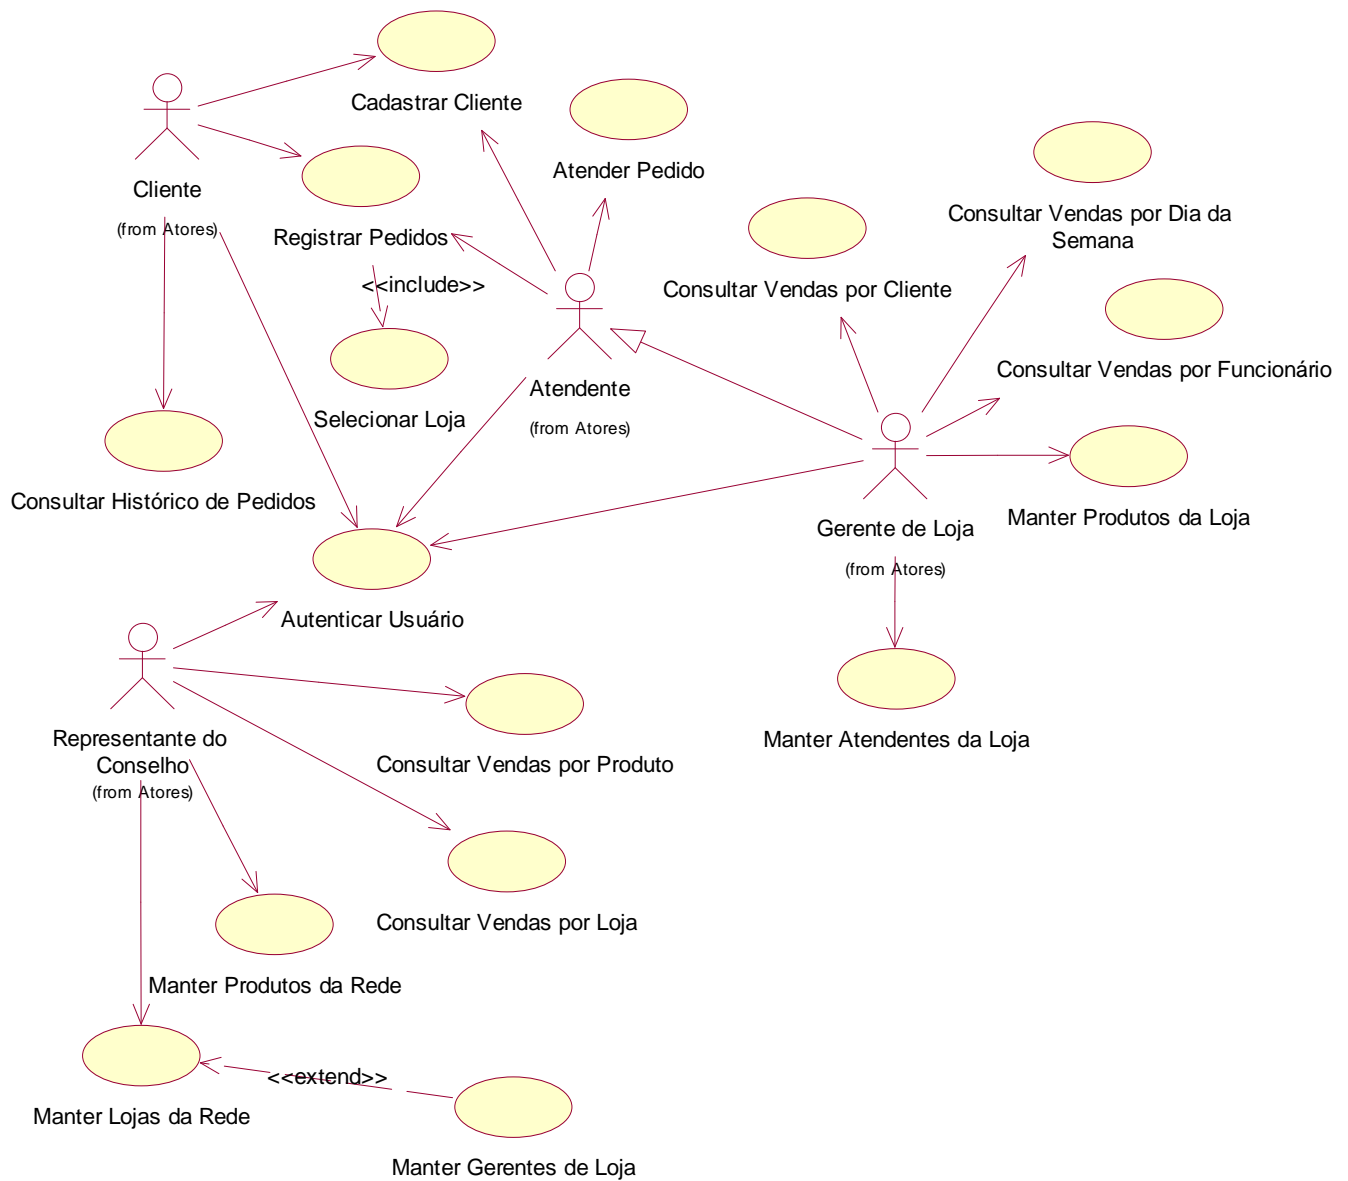 Cadastrar Cliente
Atender Pedido
Cliente
(from Atores)
Registrar Pedidos
Consultar Vendas por Dia da
Semana
<<include>>
Consultar Vendas por Cliente
Consultar Vendas por Funcionário
Atendente
(from Atores)
Selecionar Loja
Consultar Histórico de Pedidos
Gerente de Loja
(from Atores)
Manter Produtos da Loja
Autenticar Usuário
Representante do
Conselho
(from Atores)
Consultar Vendas por Produto
Manter Atendentes da Loja
Consultar Vendas por Loja
Manter Produtos da Rede
<<extend>>
Manter Lojas da Rede
Manter Gerentes de Loja